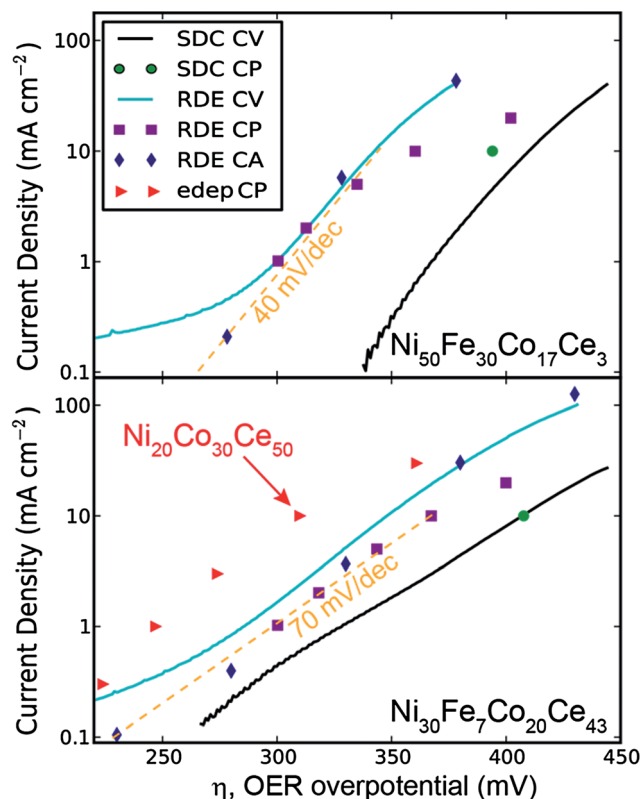 100
10
1
0.1
Current Density (mA cm⁻²)
SDC CV
SDC CP
RDE CV
RDE CP
RDE CA
edep CP
40 mV/dec
Ni₅₀Fe₃₀Co₁₇Ce₃
100
10
1
0.1
Current Density (mA cm⁻²)
Ni₂₀Co₃₀Ce₅₀
70 mV/dec
Ni₃₀Fe₇Co₂₀Ce₄₃
250 300 350 400 450
η, OER overpotential (mV)